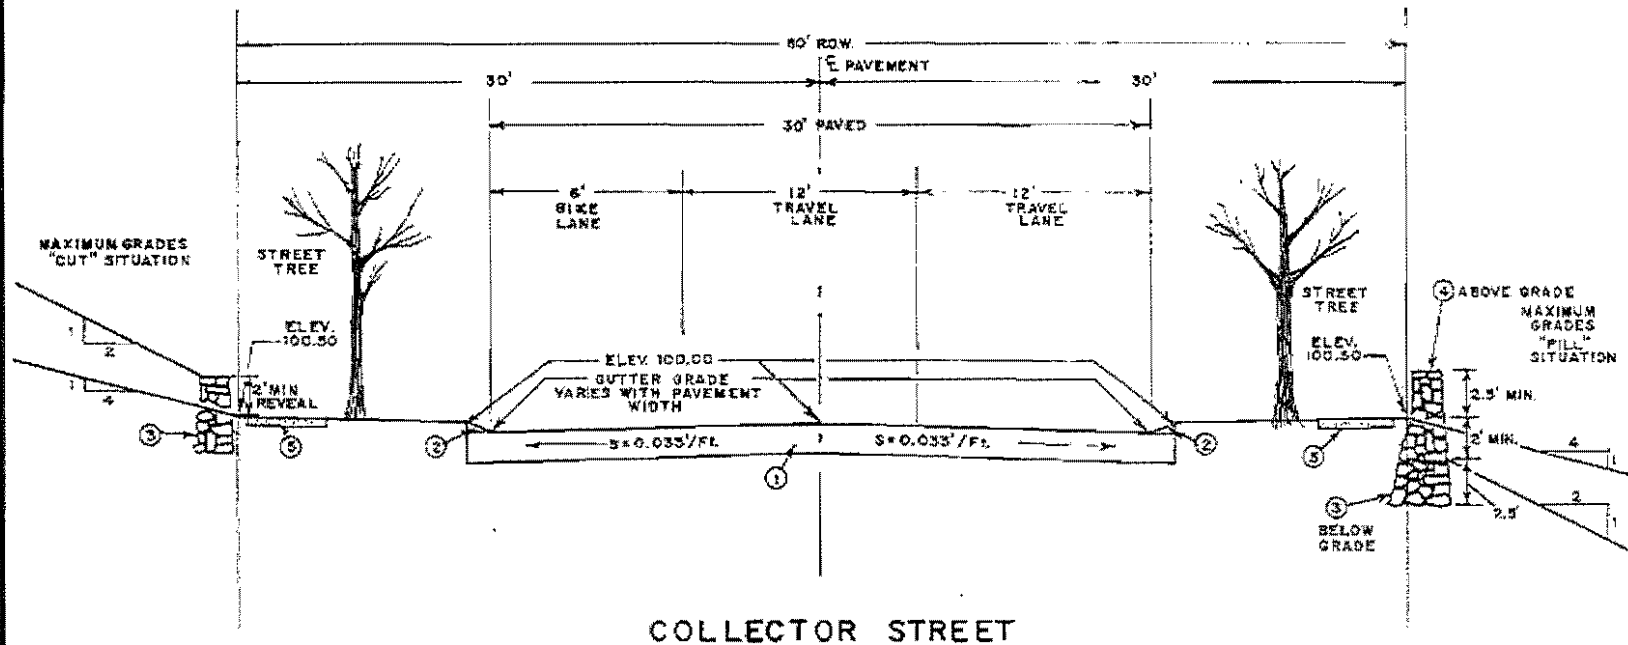 60' ROW.
℄ PAVEMENT
30'
30'
30' PAVED
6'
BIKE
LANE
12'
TRAVEL
LANE
12'
TRAVEL
LANE
MAXIMUM GRADES
"CUT" SITUATION
STREET
TREE
STREET
TREE
4 ABOVE GRADE
MAXIMUM
GRADES
"FILL"
SITUATION
ELEV.
100.50
ELEV.
100.50
1
2
1
4
2' MIN
REVEAL
ELEV. 100.00
GUTTER GRADE
VARIES WITH PAVEMENT
WIDTH
2.5' MIN.
2' MIN.
2.5'
3
5
2
S=0.033'/Ft.
S=0.033'/Ft.
2
5
1
4
1
2
1
3
BELOW
GRADE
COLLECTOR STREET